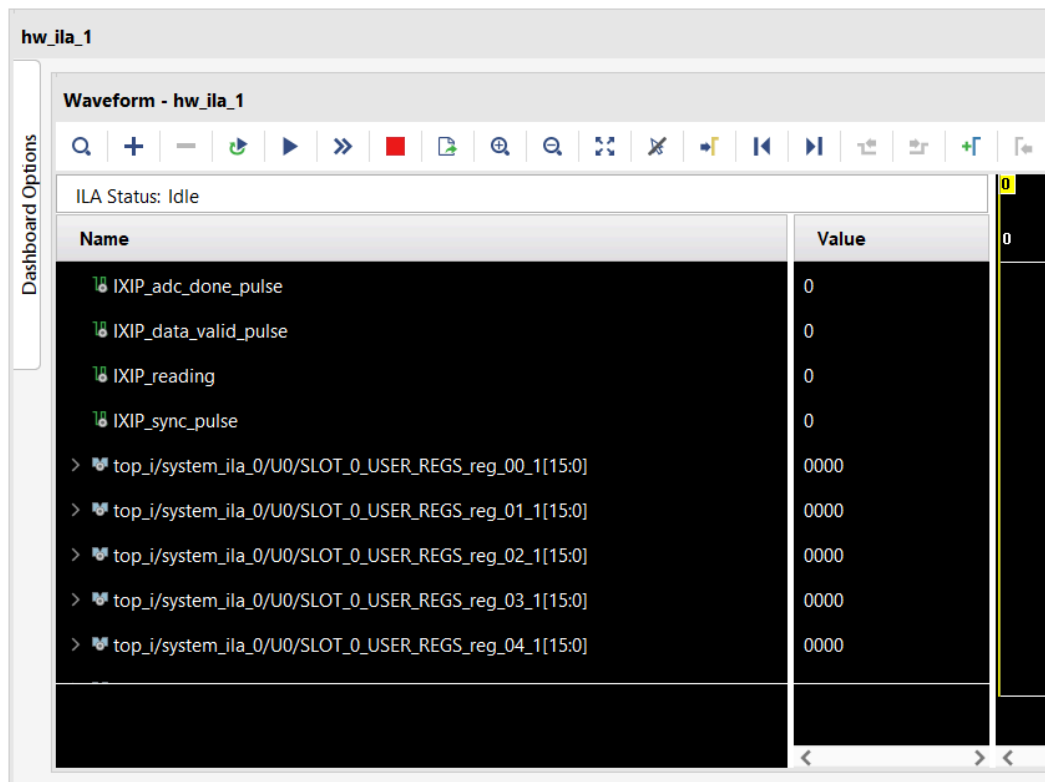 hw_ila_1
Dashboard Options
Waveform - hw_ila_1
ILA Status: Idle
0
Name Value 0
IXIP_adc_done_pulse 0
IXIP_data_valid_pulse 0
IXIP_reading 0
IXIP_sync_pulse 0
top_i/system_ila_0/U0/SLOT_0_USER_REGS_reg_00_1[15:0] 0000
top_i/system_ila_0/U0/SLOT_0_USER_REGS_reg_01_1[15:0] 0000
top_i/system_ila_0/U0/SLOT_0_USER_REGS_reg_02_1[15:0] 0000
top_i/system_ila_0/U0/SLOT_0_USER_REGS_reg_03_1[15:0] 0000
top_i/system_ila_0/U0/SLOT_0_USER_REGS_reg_04_1[15:0] 0000